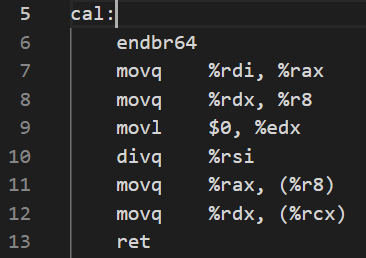 5 cal:
6 endbr64
7 movq %rdi, %rax
8 movq %rdx, %r8
9 movl $0, %edx
10 divq %rsi
11 movq %rax, (%r8)
12 movq %rdx, (%rcx)
13 ret